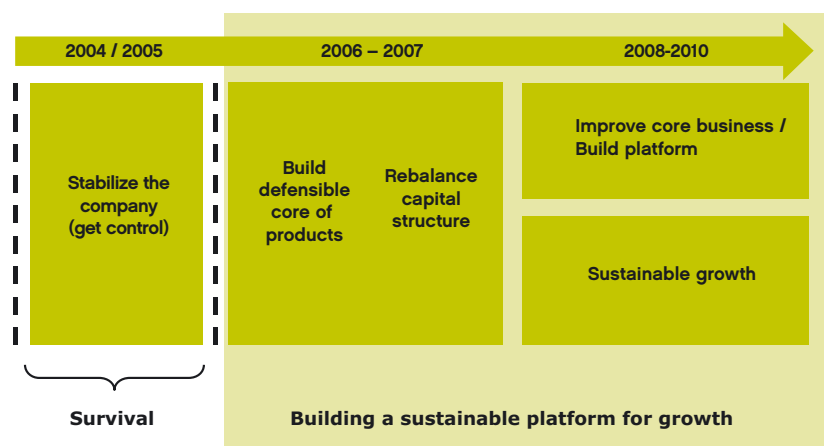 2004 / 2005
2006 – 2007
2008-2010
Stabilize the
company
(get control)
Build
defensible
core of
products
Rebalance
capital
structure
Improve core business /
Build platform
Sustainable growth
Survival
Building a sustainable platform for growth